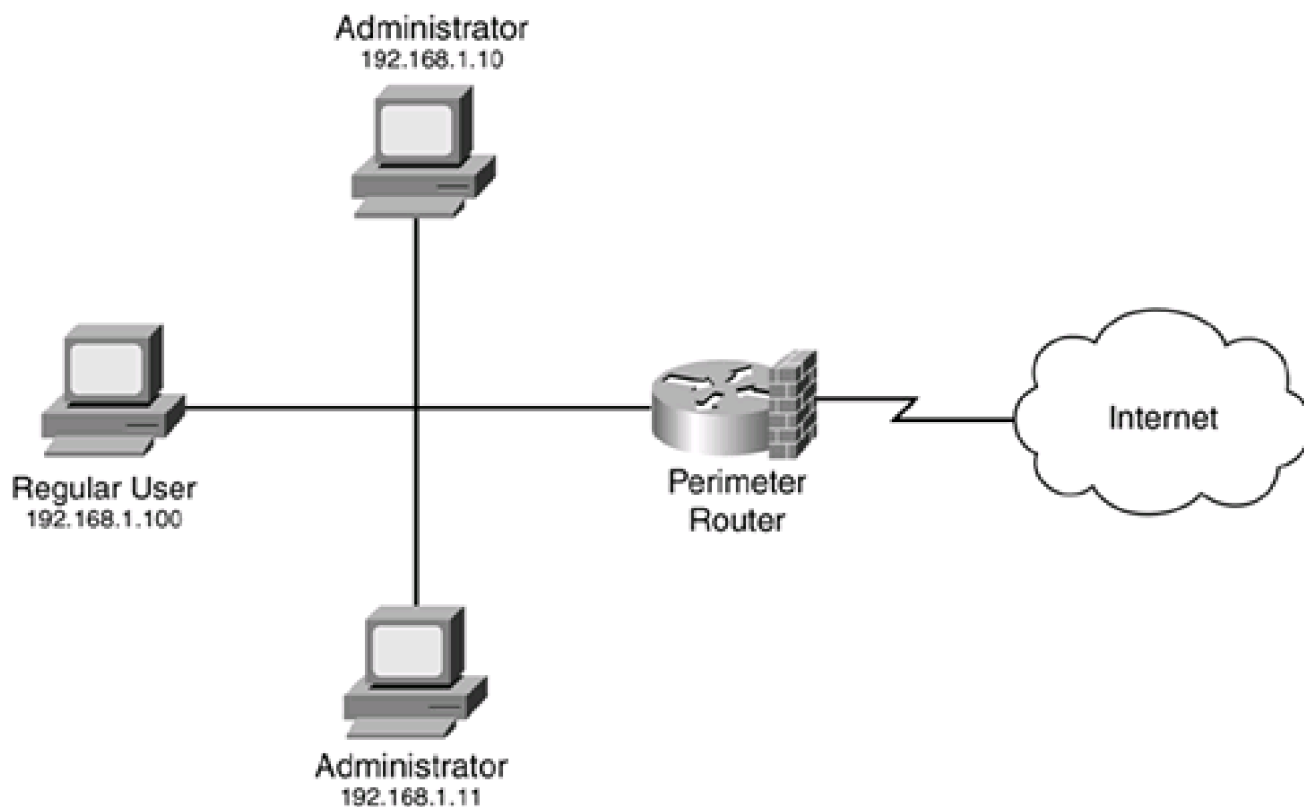 Administrator
192.168.1.10
Regular User
192.168.1.100
Perimeter
Router
Internet
Administrator
192.168.1.11